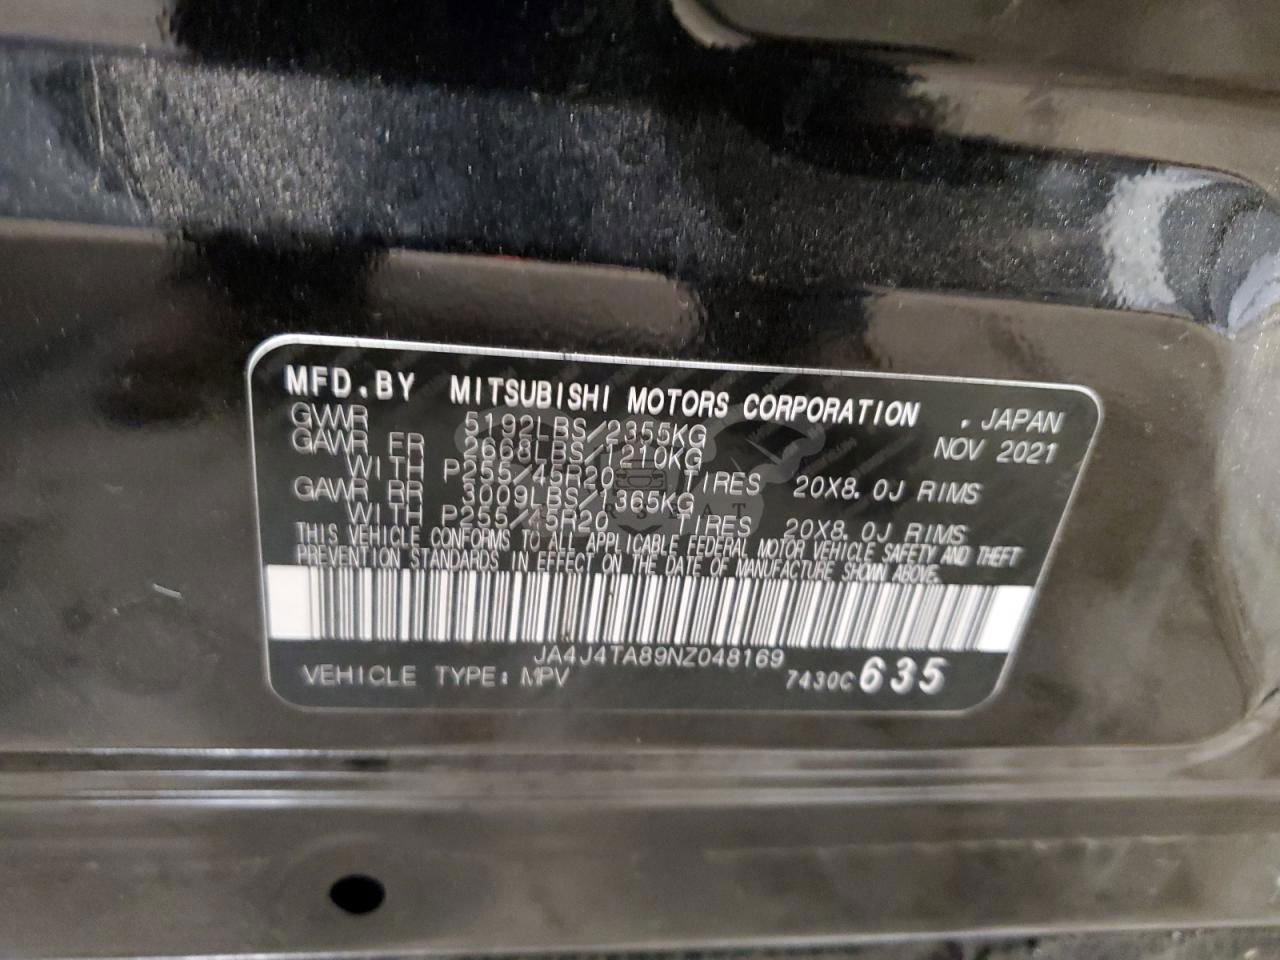 MFD.BY MITSUBISHI MOTORS CORPORATION , JAPAN
GVWR 5192LBS/2355KG NOV 2021
GAWR FR 2668LBS/1210KG
WITH P255/45R20 TIRES 20X8.0J RIMS
GAWR RR 3009LBS/1365KG
WITH P255/45R20 TIRES 20X8.0J RIMS
THIS VEHICLE CONFORMS TO ALL APPLICABLE FEDERAL MOTOR VEHICLE SAFETY AND THEFT
PREVENTION STANDARDS IN EFFECT ON THE DATE OF MANUFACTURE SHOWN ABOVE.
JA4J4TA89NZ048169
VEHICLE TYPE: MPV 7430C 635